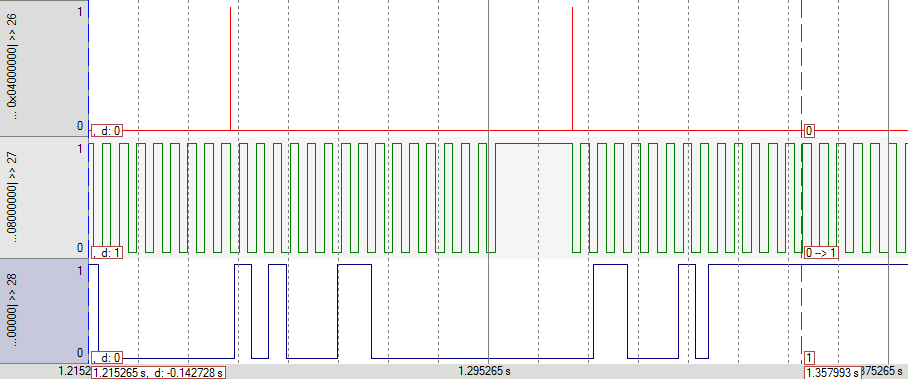 1
... 0x04000000| >> 26
0
, d: 0
0
1
...08000000| >> 27
0
, d: 1
0 --> 1
1
...00000| >> 28
0
, d: 0
1
1.2152
1.215265 s, d: -0.142728 s
1.295265 s
1.357993 s
375265 s